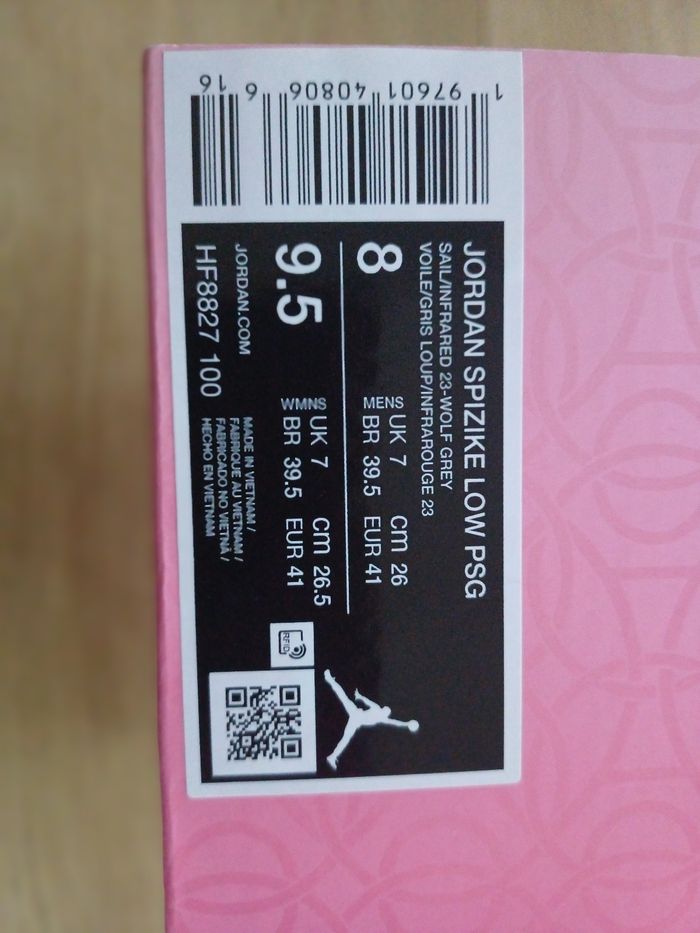 JORDAN SPIZIKE LOW PSG
SAIL/INFRARED 23-WOLF GREY
VOILE/GRIS LOUP/INFRAROUGE 23
8
MENS
UK 7 cm 26
BR 39.5 EUR 41
9.5
WMNS
UK 7 cm 26.5
BR 39.5 EUR 41
JORDAN.COM
HF8827 100
MADE IN VIETNAM /
FABRIQUE AU VIETNAM /
FABRICADO NO VIETNÃ /
HECHO EN VIETNAM
RFID
1 97601 40806 6 16